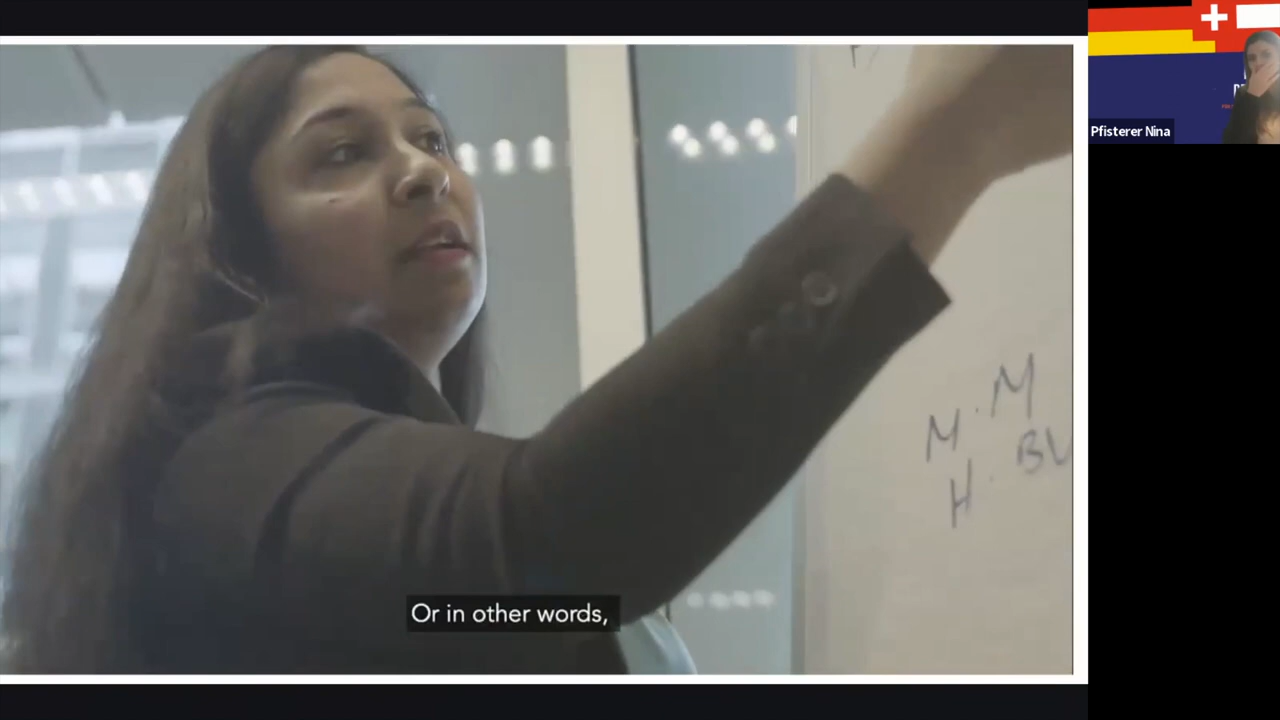 M. M
H. BU
Or in other words,
Pfisterer Nina